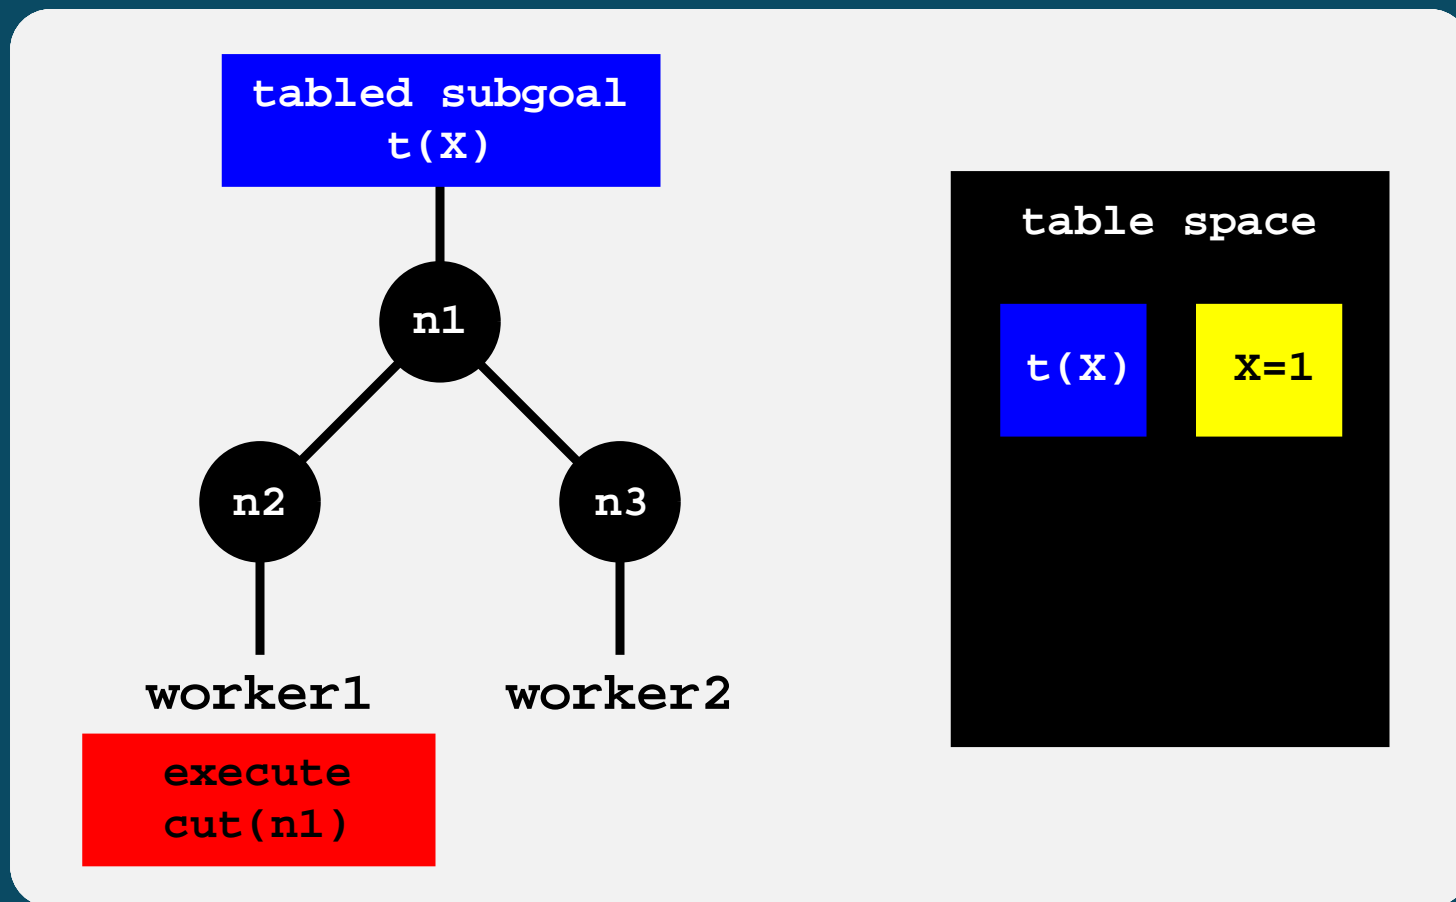 tabled subgoal
t(X)
n1
n2
n3
worker1
worker2
execute
cut(n1)
table space
t(X)
X=1